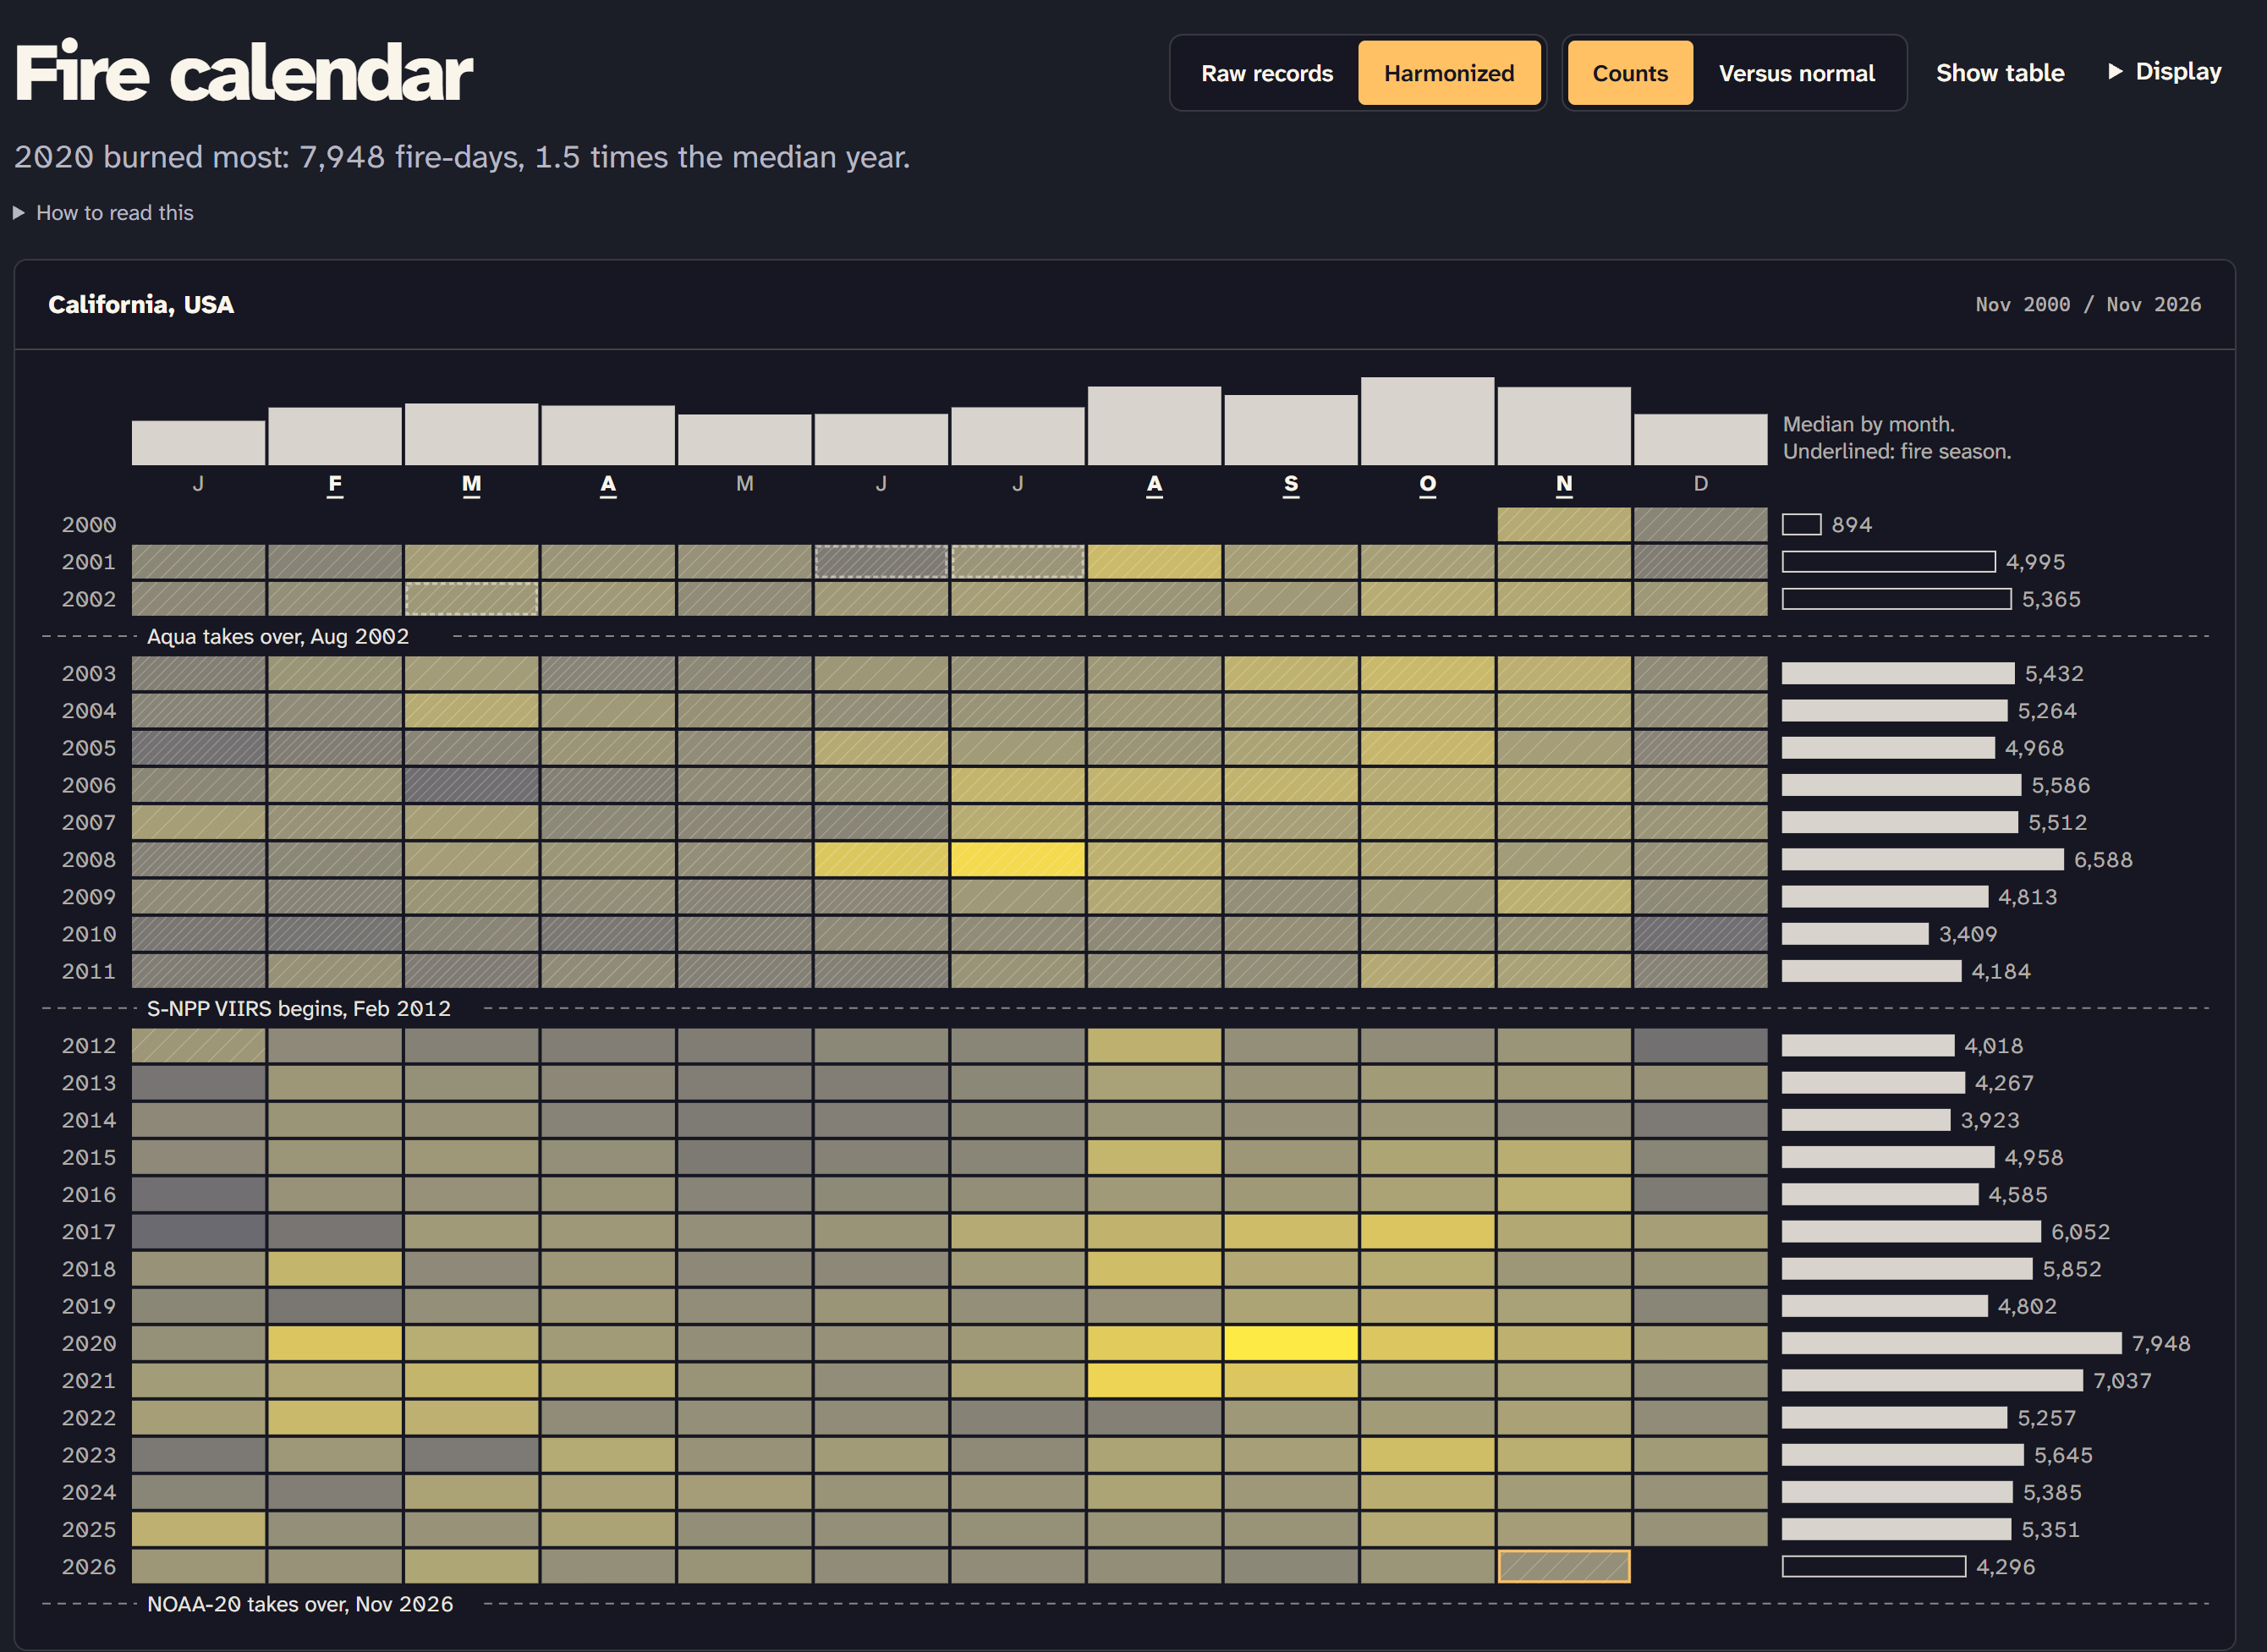 Fire calendar
Raw records Harmonized Counts Versus normal Show table ▶ Display
2020 burned most: 7,948 fire-days, 1.5 times the median year.
▶ How to read this
California, USA
Nov 2000 / Nov 2026
Median by month.
Underlined: fire season.
J F M A M J J A S O N D
2000 894
2001 4,995
2002 5,365
Aqua takes over, Aug 2002
2003 5,432
2004 5,264
2005 4,968
2006 5,586
2007 5,512
2008 6,588
2009 4,813
2010 3,409
2011 4,184
S-NPP VIIRS begins, Feb 2012
2012 4,018
2013 4,267
2014 3,923
2015 4,958
2016 4,585
2017 6,052
2018 5,852
2019 4,802
2020 7,948
2021 7,037
2022 5,257
2023 5,645
2024 5,385
2025 5,351
2026 4,296
NOAA-20 takes over, Nov 2026